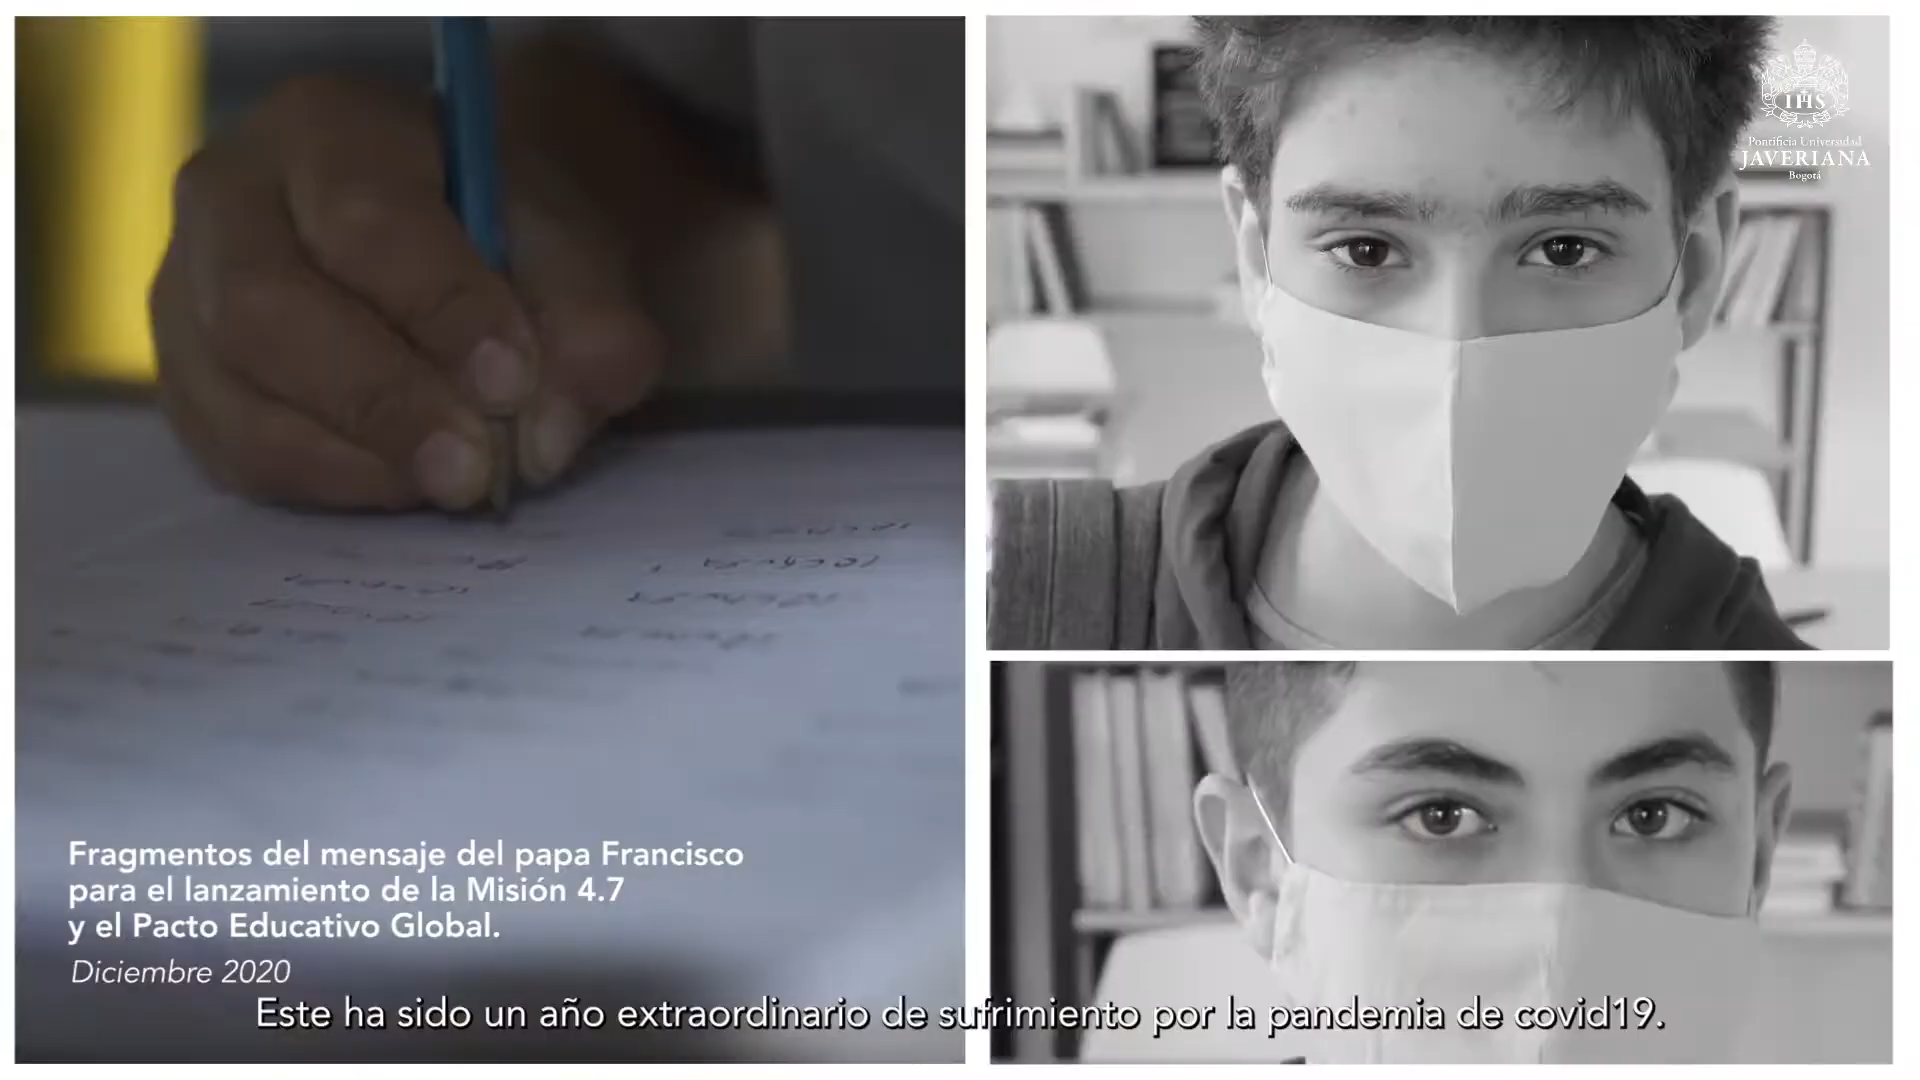 IHS
Pontificia Universidad
JAVERIANA
Bogotá
Fragmentos del mensaje del papa Francisco
para el lanzamiento de la Misión 4.7
y el Pacto Educativo Global.
Diciembre 2020
Este ha sido un año extraordinario de sufrimiento por la pandemia de covid19.